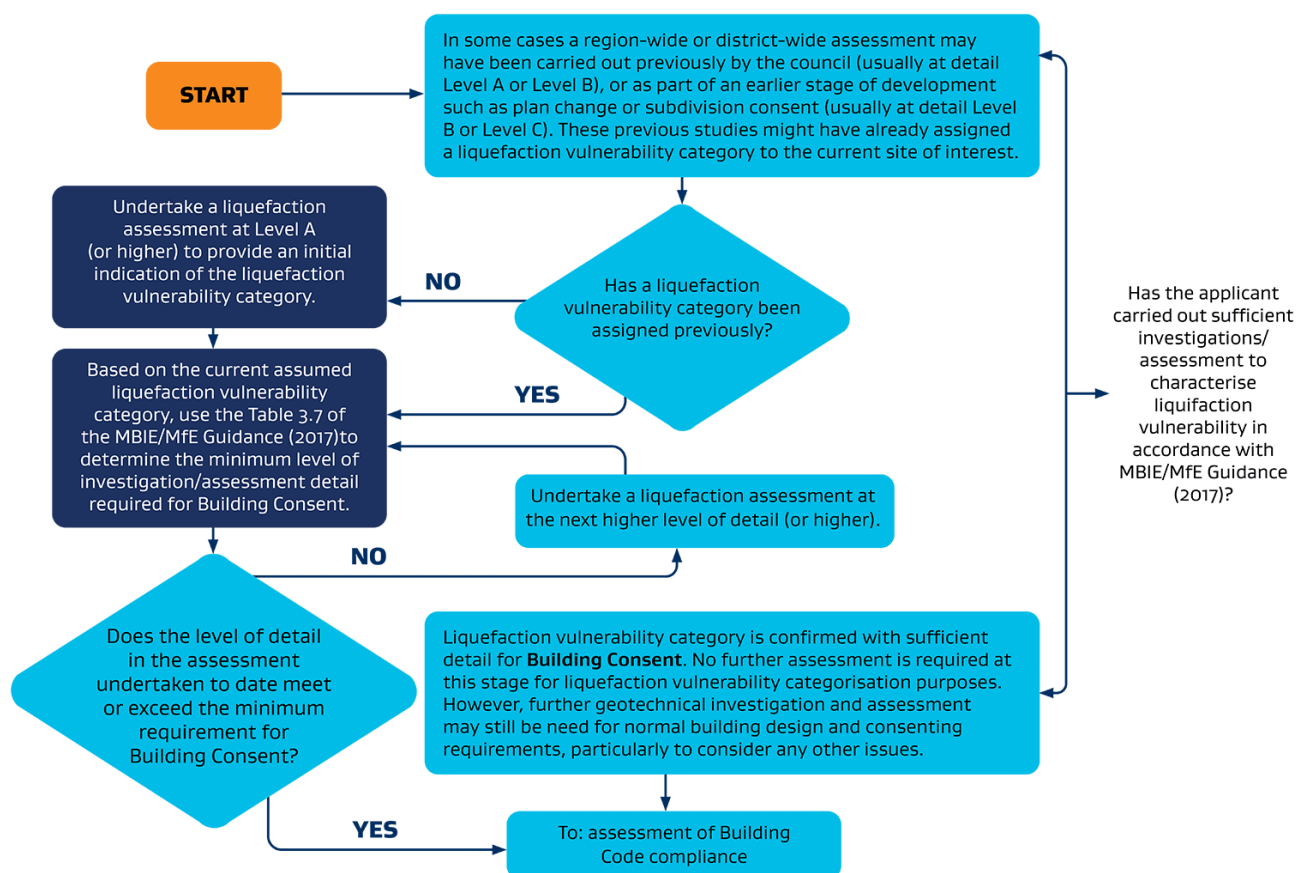 START
In some cases a region-wide or district-wide assessment may
have been carried out previously by the council (usually at detail
Level A or Level B), or as part of an earlier stage of development
such as plan change or subdivision consent (usually at detail Level
B or Level C). These previous studies might have already assigned
a liquefaction vulnerability category to the current site of interest.
Has a liquefaction
vulnerability category been
assigned previously?
NO
Undertake a liquefaction
assessment at Level A
(or higher) to provide an initial
indication of the liquefaction
vulnerability category.
YES
Based on the current assumed
liquefaction vulnerability
category, use the Table 3.7 of
the MBIE/MfE Guidance (2017)to
determine the minimum level of
investigation/assessment detail
required for Building Consent.
Undertake a liquefaction assessment at
the next higher level of detail (or higher).
NO
Does the level of detail
in the assessment
undertaken to date meet
or exceed the minimum
requirement for
Building Consent?
YES
Liquefaction vulnerability category is confirmed with sufficient
detail for Building Consent. No further assessment is required at
this stage for liquefaction vulnerability categorisation purposes.
However, further geotechnical investigation and assessment
may still be need for normal building design and consenting
requirements, particularly to consider any other issues.
To: assessment of Building
Code compliance
Has the applicant
carried out sufficient
investigations/
assessment to
characterise
liquifaction
vulnerability in
accordance with
MBIE/MfE Guidance
(2017)?